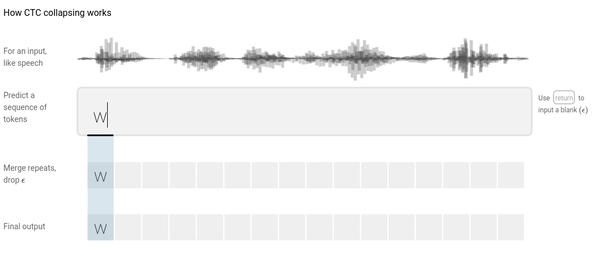 How CTC collapsing works
For an input,
like speech
Predict a
sequence of
tokens
W
Use return to
input a blank (ϵ)
Merge repeats,
drop ϵ
W
Final output
W